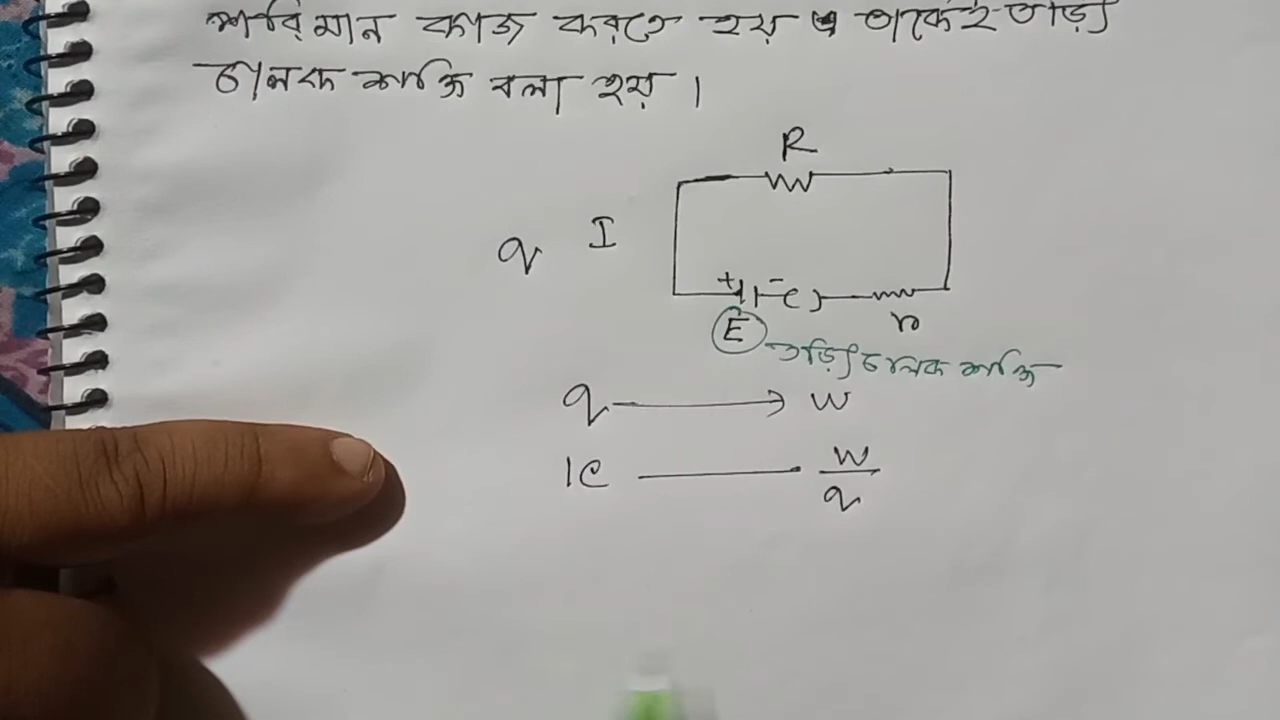 পরিমান কাজ করতে হয় তাকেই তড়িৎ
চালক শক্তি বলা হয়।
R
q I
+ -
E r
তড়িৎচালক শক্তি
q → W
1C — W/q